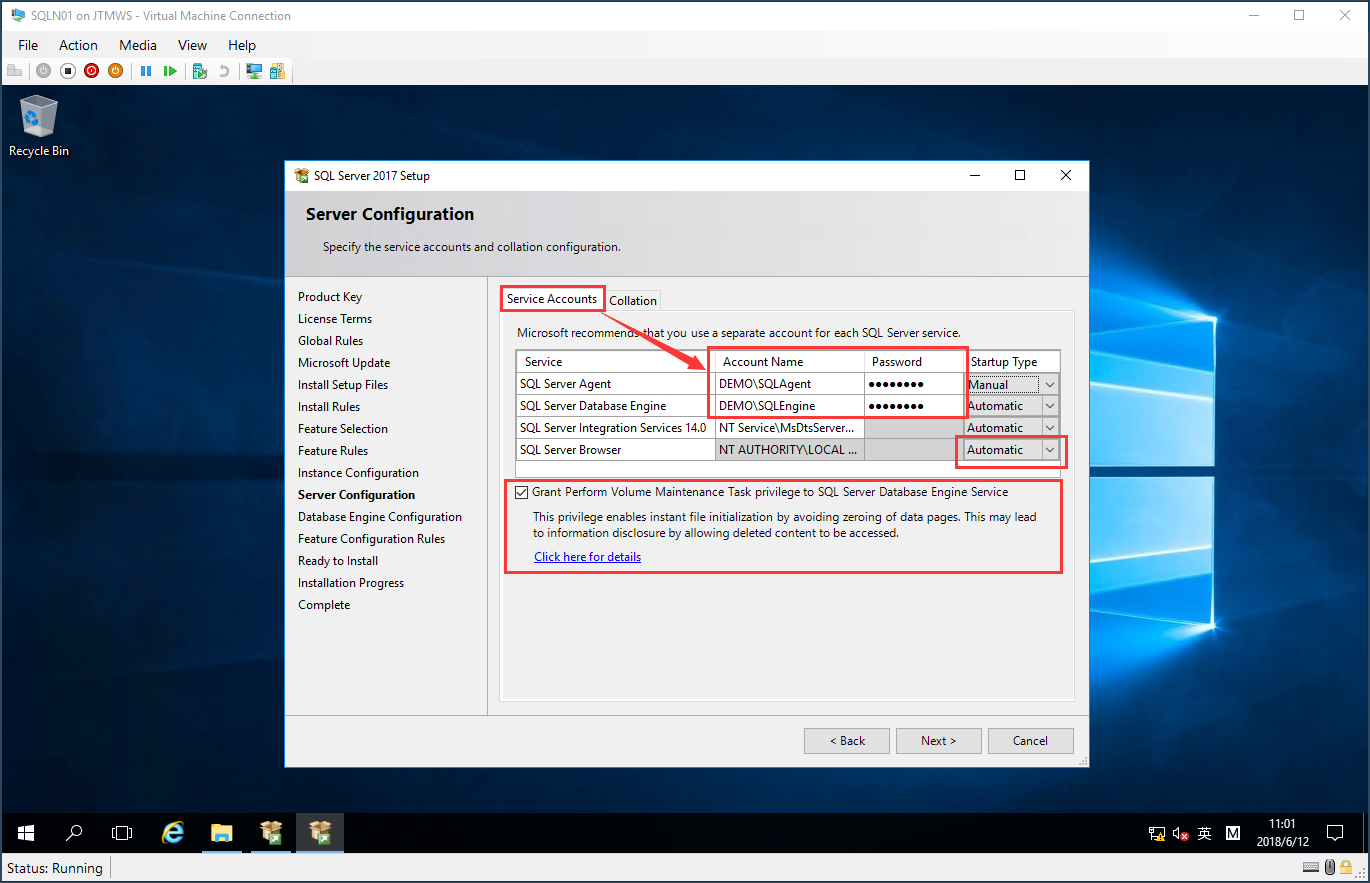 SQLN01 on JTMWS - Virtual Machine Connection
File Action Media View Help
Recycle Bin
SQL Server 2017 Setup
Server Configuration
Specify the service accounts and collation configuration.
Product Key
License Terms
Global Rules
Microsoft Update
Install Setup Files
Install Rules
Feature Selection
Feature Rules
Instance Configuration
Server Configuration
Database Engine Configuration
Feature Configuration Rules
Ready to Install
Installation Progress
Complete
Service Accounts Collation
Microsoft recommends that you use a separate account for each SQL Server service.
Service Account Name Password Startup Type
SQL Server Agent DEMO\SQLAgent ●●●●●●●● Manual
SQL Server Database Engine DEMO\SQLEngine ●●●●●●●● Automatic
SQL Server Integration Services 14.0 NT Service\MsDtsServer... Automatic
SQL Server Browser NT AUTHORITY\LOCAL ... Automatic
Grant Perform Volume Maintenance Task privilege to SQL Server Database Engine Service
This privilege enables instant file initialization by avoiding zeroing of data pages. This may lead
to information disclosure by allowing deleted content to be accessed.
Click here for details
< Back Next > Cancel
英 M 11:01
2018/6/12
Status: Running